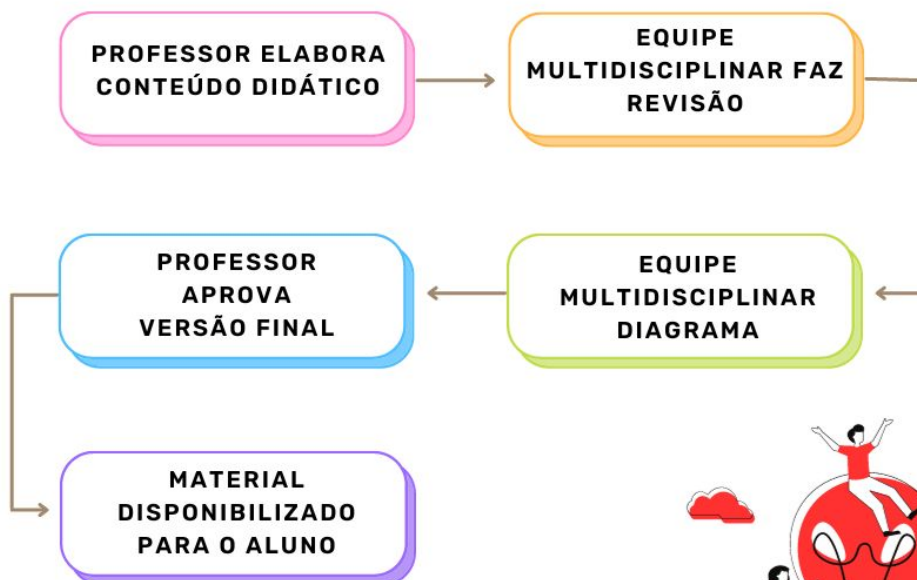 PROFESSOR ELABORA
CONTEÚDO DIDÁTICO
EQUIPE
MULTIDISCIPLINAR FAZ
REVISÃO
EQUIPE
MULTIDISCIPLINAR
DIAGRAMA
PROFESSOR
APROVA
VERSÃO FINAL
MATERIAL
DISPONIBILIZADO
PARA O ALUNO